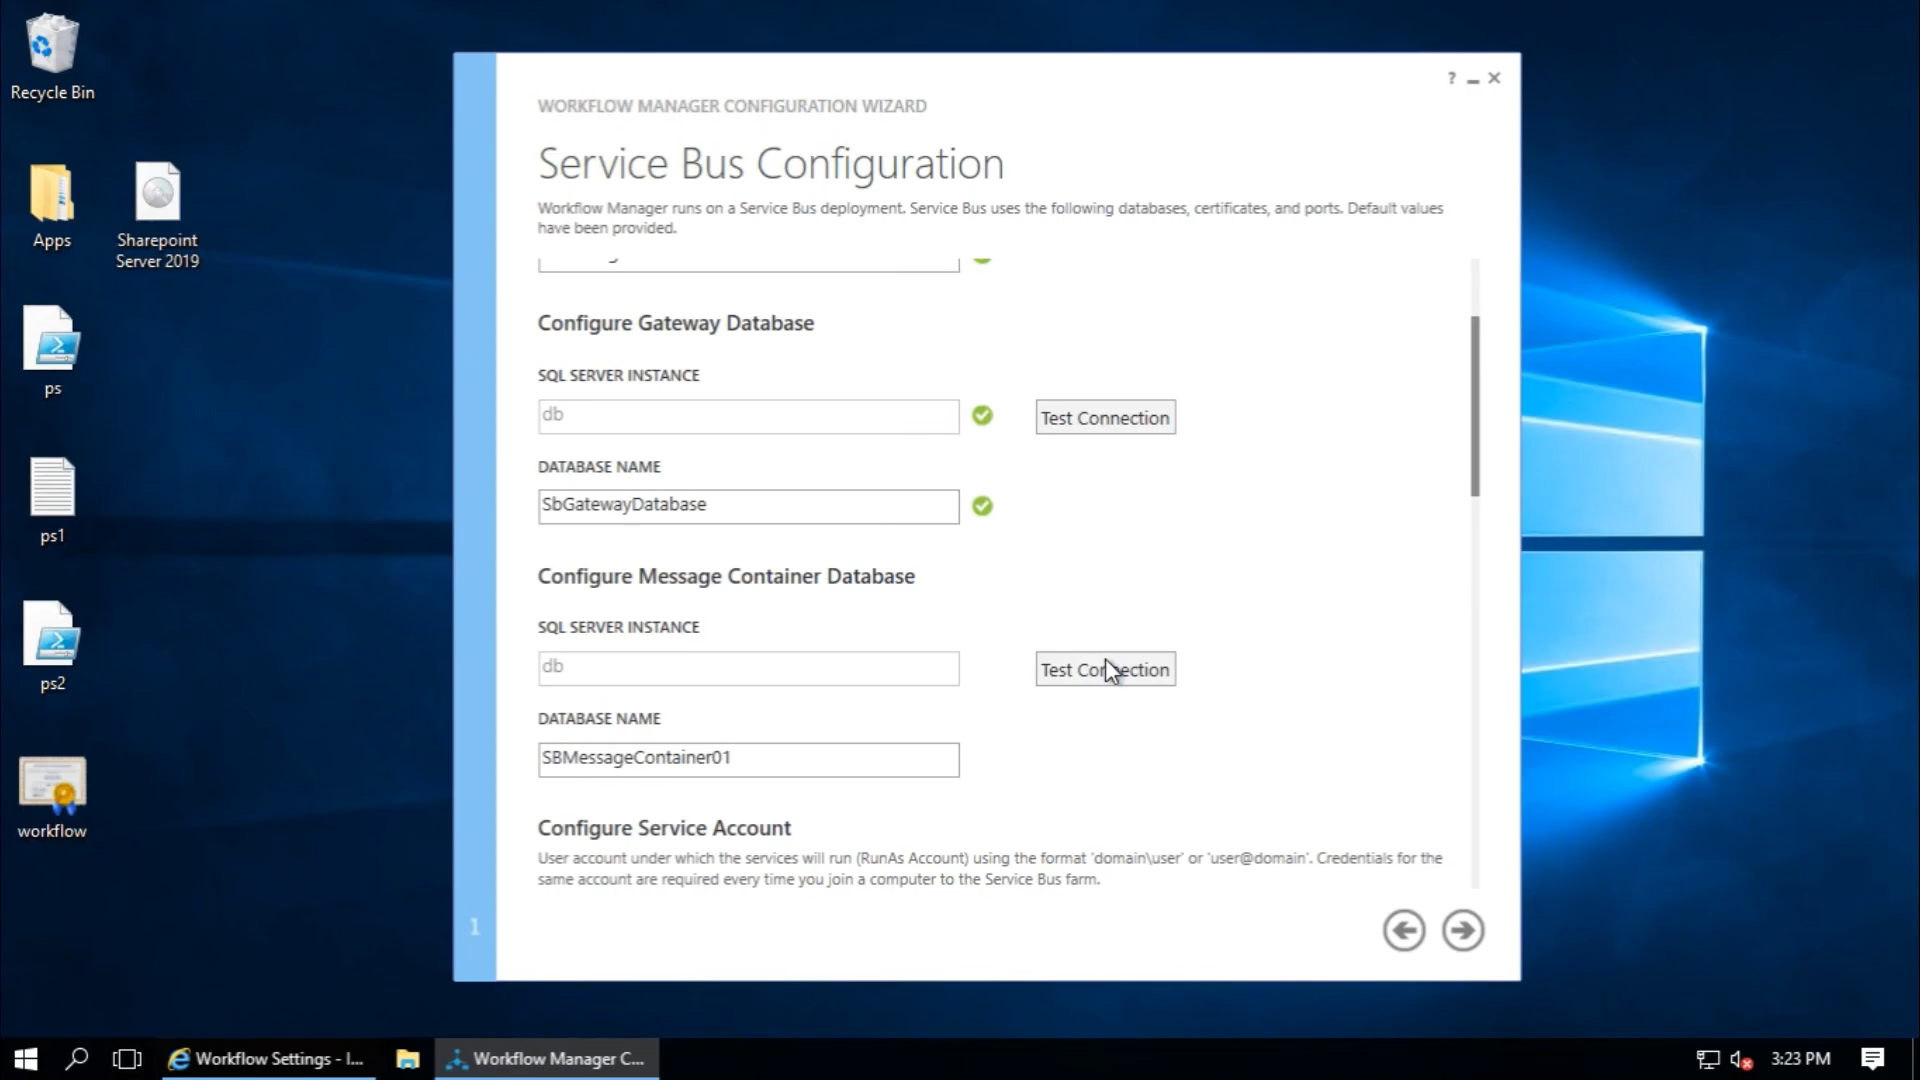 Recycle Bin
Apps
Sharepoint
Server 2019
ps
ps1
ps2
workflow
? 
WORKFLOW MANAGER CONFIGURATION WIZARD
Service Bus Configuration
Workflow Manager runs on a Service Bus deployment. Service Bus uses the following databases, certificates, and ports. Default values
have been provided.
Configure Gateway Database
SQL SERVER INSTANCE
db
Test Connection
DATABASE NAME
SbGatewayDatabase
Configure Message Container Database
SQL SERVER INSTANCE
db
Test Connection
DATABASE NAME
SBMessageContainer01
Configure Service Account
User account under which the services will run (RunAs Account) using the format 'domain\user' or 'user@domain'. Credentials for the
same account are required every time you join a computer to the Service Bus farm.
1
Workflow Settings - I...
Workflow Manager C...
3:23 PM